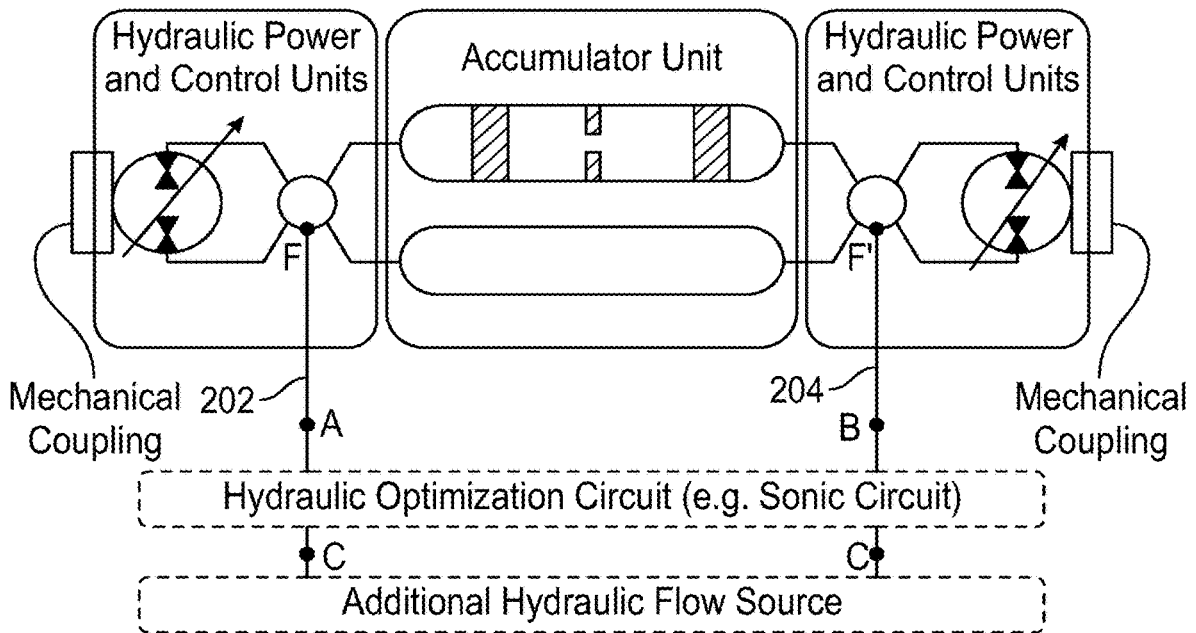 Hydraulic Power
and Control Units
Accumulator Unit
Hydraulic Power
and Control Units
F
F'
Mechanical
Coupling
202
204
Mechanical
Coupling
A
B
Hydraulic Optimization Circuit (e.g. Sonic Circuit)
C
C
Additional Hydraulic Flow Source